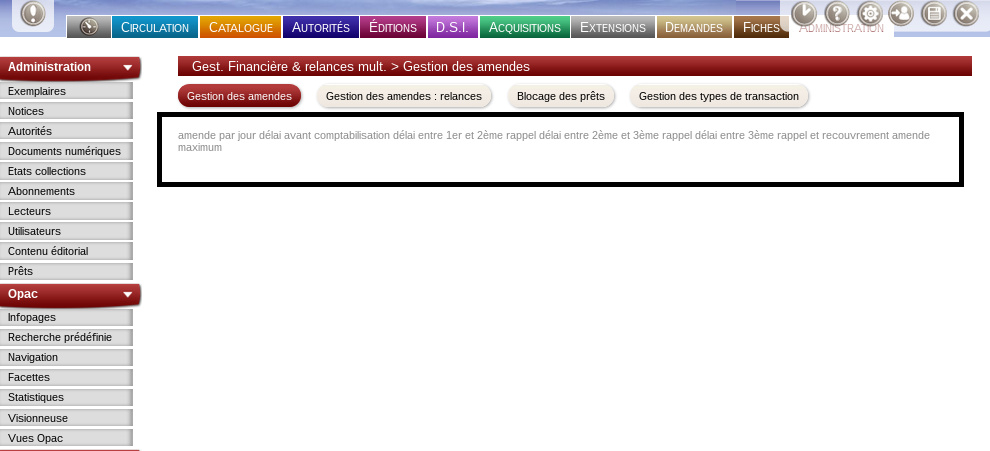 Circulation
Catalogue
Autorités
Éditions
D.S.I.
Acquisitions
Extensions
Demandes
Fiches
Administration
Administration
Exemplaires
Notices
Autorités
Documents numériques
Etats collections
Abonnements
Lecteurs
Utilisateurs
Contenu éditorial
Prêts
Opac
Infopages
Recherche prédéfinie
Navigation
Facettes
Statistiques
Visionneuse
Vues Opac
Gest. Financière & relances mult. > Gestion des amendes
Gestion des amendes
Gestion des amendes : relances
Blocage des prêts
Gestion des types de transaction
amende par jour délai avant comptabilisation délai entre 1er et 2ème rappel délai entre 2ème et 3ème rappel délai entre 3ème rappel et recouvrement amende
maximum